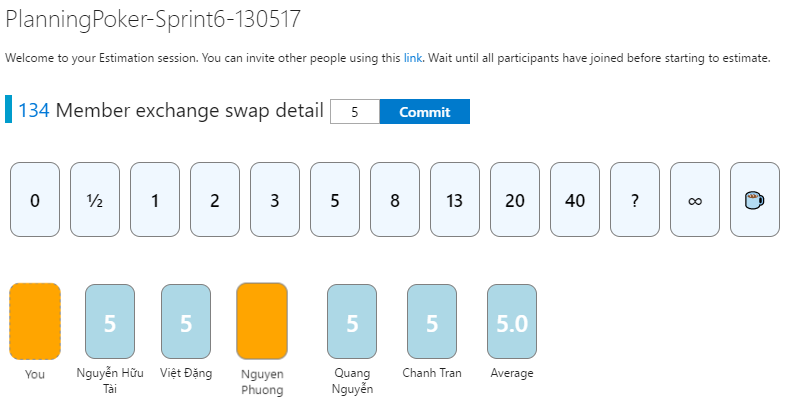 PlanningPoker-Sprint6-130517
Welcome to your Estimation session. You can invite other people using this link. Wait until all participants have joined before starting to estimate.
134 Member exchange swap detail 5 Commit
0 ½ 1 2 3 5 8 13 20 40 ? ∞
5 5 5 5 5.0
You Nguyễn Hữu Tài Việt Đặng Nguyen Phuong Quang Nguyễn Chanh Tran Average